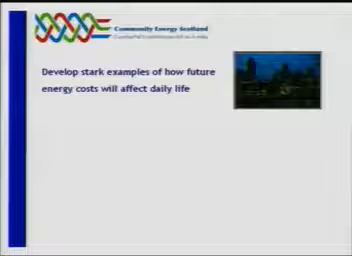 Community Energy Scotland
Develop stark examples of how future
energy costs will affect daily life